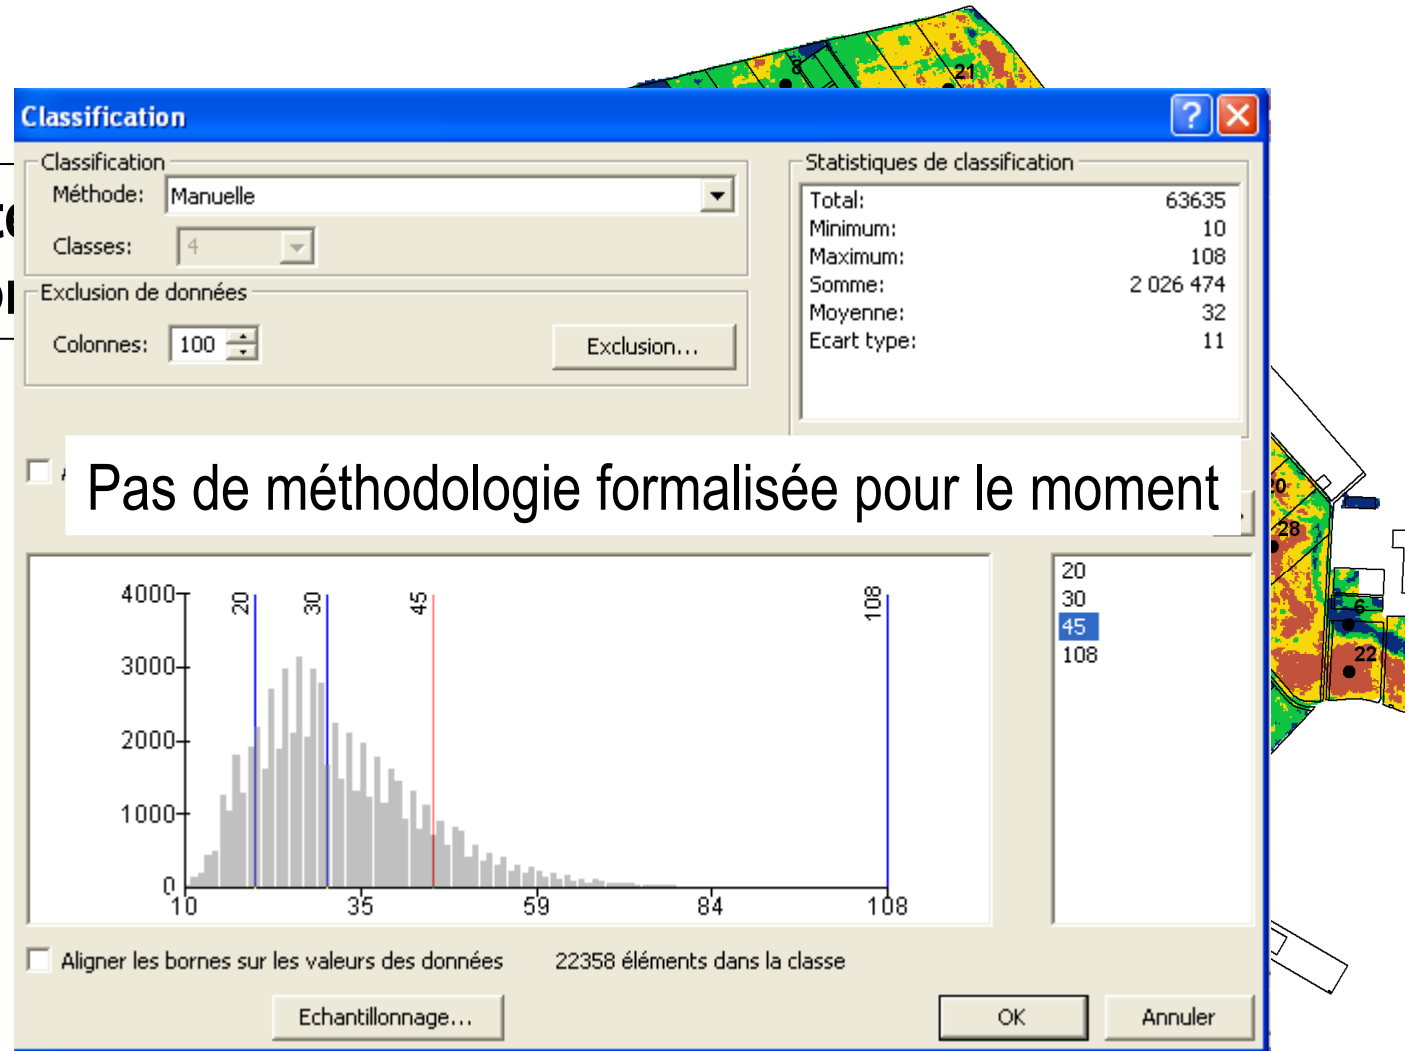 8
21
Classification
Classification
Méthode: Manuelle
Classes: 4
Exclusion de données
Colonnes: 100
Exclusion...
Statistiques de classification
Total: 63635
Minimum: 10
Maximum: 108
Somme: 2 026 474
Moyenne: 32
Ecart type: 11
Pas de méthodologie formalisée pour le moment
28
6
22
20
30
45
108
4000
3000
2000
1000
0
20
30
45
108
10 35 59 84 108
Aligner les bornes sur les valeurs des données
22358 éléments dans la classe
Echantillonnage...
OK
Annuler